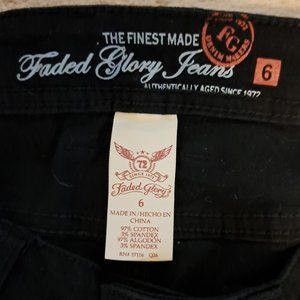 THE FINEST MADE
Faded Glory Jeans
AUTHENTICALLY AGED SINCE 1972
FG
DENIM MAKERS
6
72
SINCE 1972
Faded Glory
6
MADE IN/HECHO EN
CHINA
97% COTTON
3% SPANDEX
97% ALGODÓN
3% SPANDEX